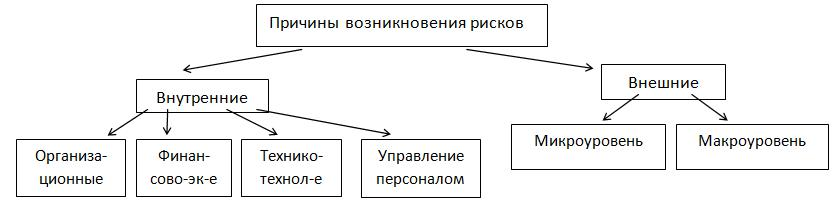 Причины возникновения рисков
Внутренние
Внешние
Организа-
ционные
Финан-
сово-эк-е
Технико-
технол-е
Управление
персоналом
Микроуровень
Макроуровень